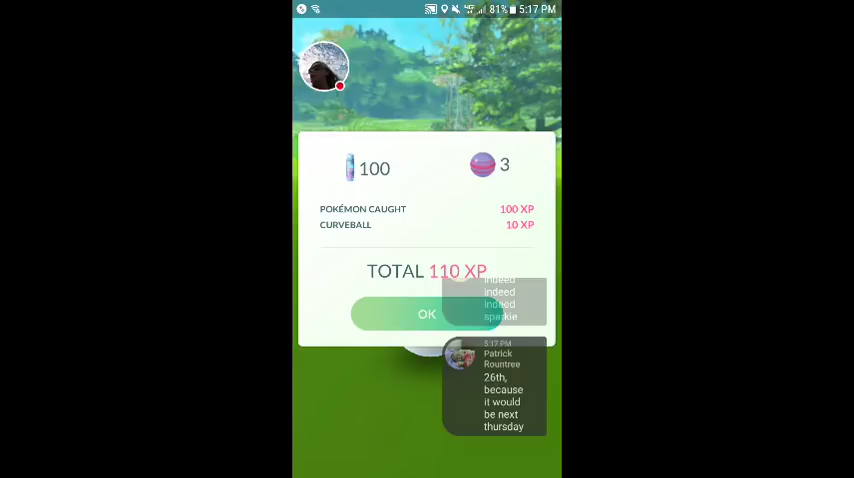 81% 5:17 PM
100
3
POKÉMON CAUGHT 100 XP
CURVEBALL 10 XP
TOTAL 110 XP
OK
indeed
indeed
indeed
sparkie
5:17 PM
Patrick
Rountree
26th,
because
it would
be next
thursday